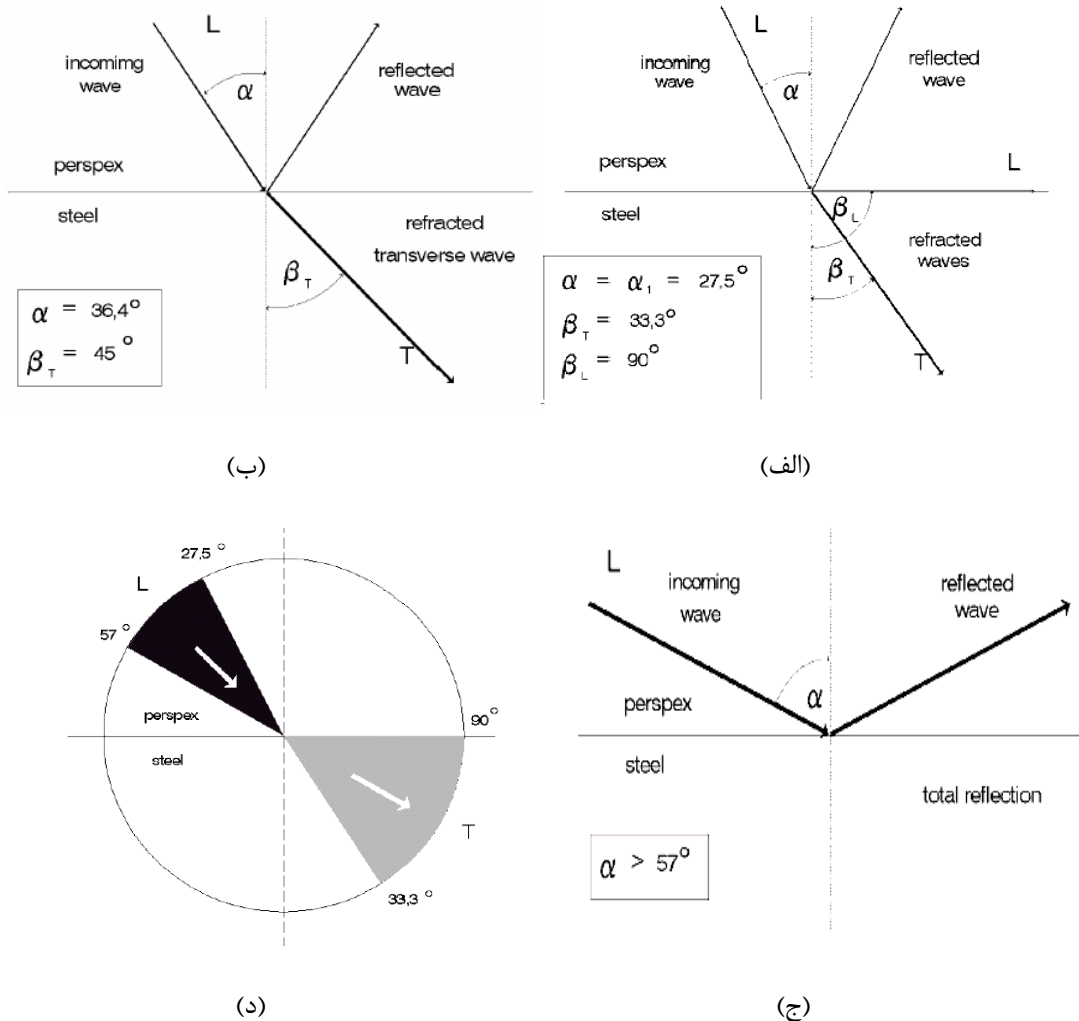 L
incoimg
wave
α
reflected
wave
perspex
steel
refracted
transverse wave
β T
T
α = 36,4°
β T = 45°
(ب)
L
incoming
wave
α
reflected
wave
perspex
L
steel
β L
β T
refracted
waves
T
α = α 1 = 27,5°
β T = 33,3°
β L = 90°
(الف)
27,5 °
L
57 °
perspex
90°
steel
T
33,3 °
(د)
L
incoming
wave
reflected
wave
α
perspex
steel
total reflection
α > 57°
(ج)